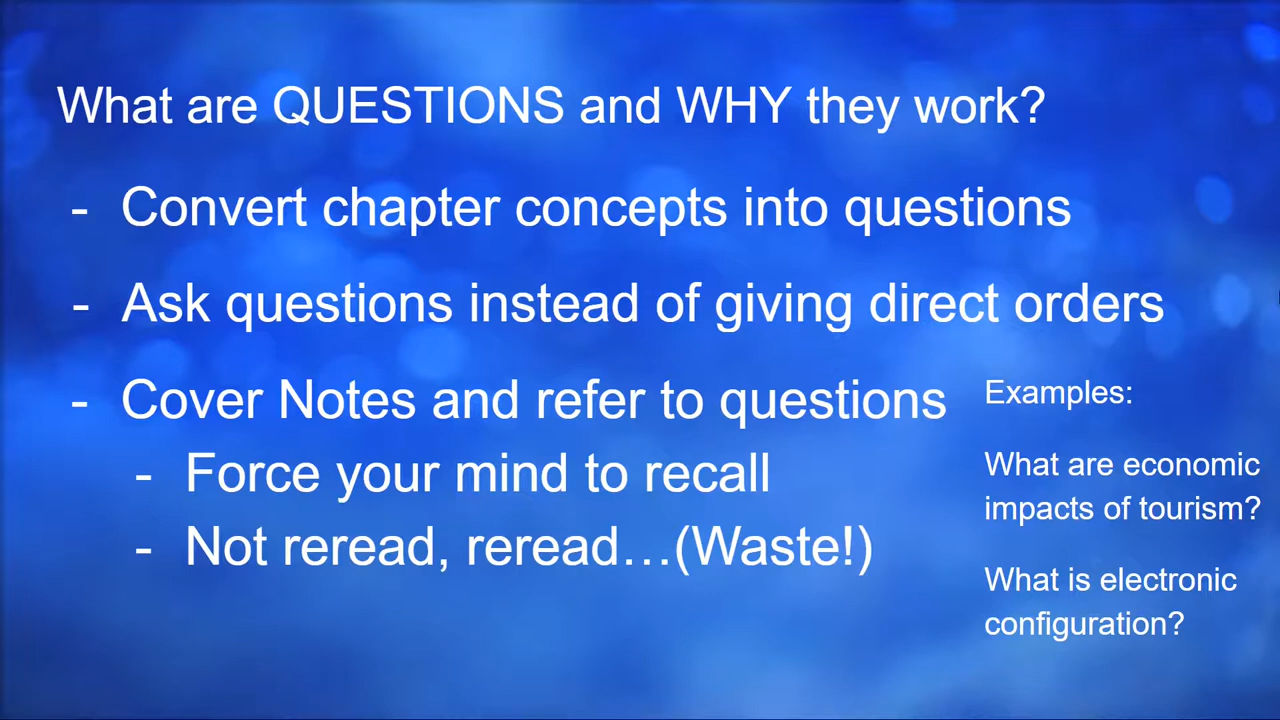 What are QUESTIONS and WHY they work?
- Convert chapter concepts into questions
- Ask questions instead of giving direct orders
- Cover Notes and refer to questions
- Force your mind to recall
- Not reread, reread…(Waste!)
Examples:
What are economic
impacts of tourism?
What is electronic
configuration?